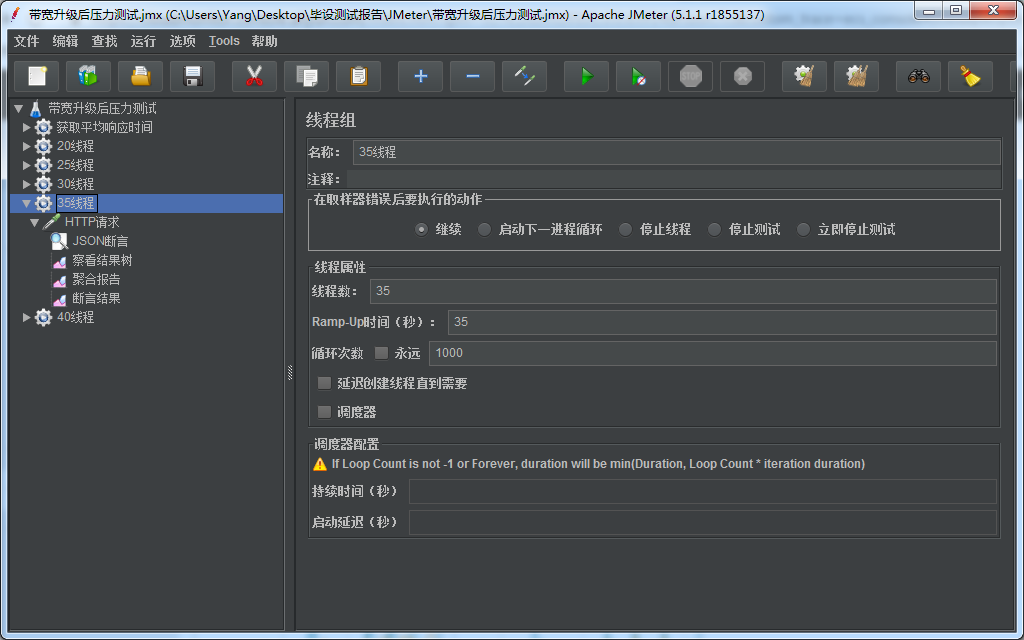 带宽升级后压力测试.jmx (C:\Users\Yang\Desktop\毕设测试报告\JMeter\带宽升级后压力测试.jmx) - Apache JMeter (5.1.1 r1855137)
文件 编辑 查找 运行 选项 Tools 帮助
STOP
带宽升级后压力测试
获取平均响应时间
20线程
25线程
30线程
35线程
HTTP请求
JSON断言
察看结果树
聚合报告
断言结果
40线程
线程组
名称： 35线程
注释：
在取样器错误后要执行的动作
继续 启动下一进程循环 停止线程 停止测试 立即停止测试
线程属性
线程数： 35
Ramp-Up时间（秒）： 35
循环次数 永远 1000
延迟创建线程直到需要
调度器
调度器配置
If Loop Count is not -1 or Forever, duration will be min(Duration, Loop Count * iteration duration)
持续时间（秒）
启动延迟（秒）